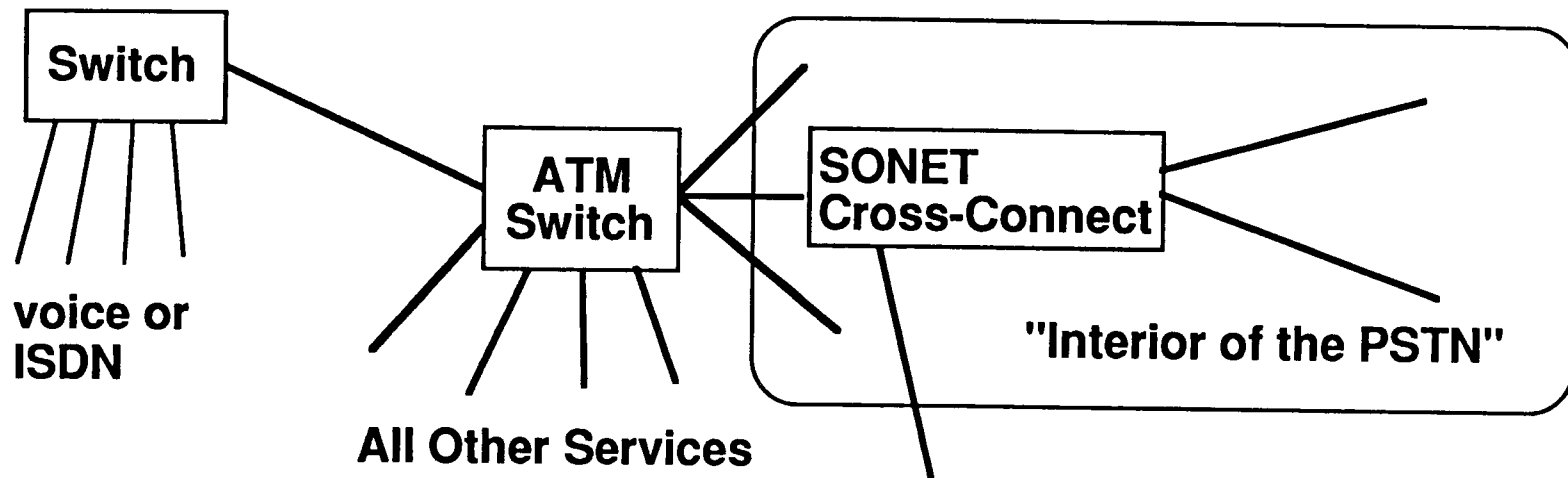 Switch
ATM
Switch
SONET
Cross-Connect
voice or
ISDN
"Interior of the PSTN"
All Other Services